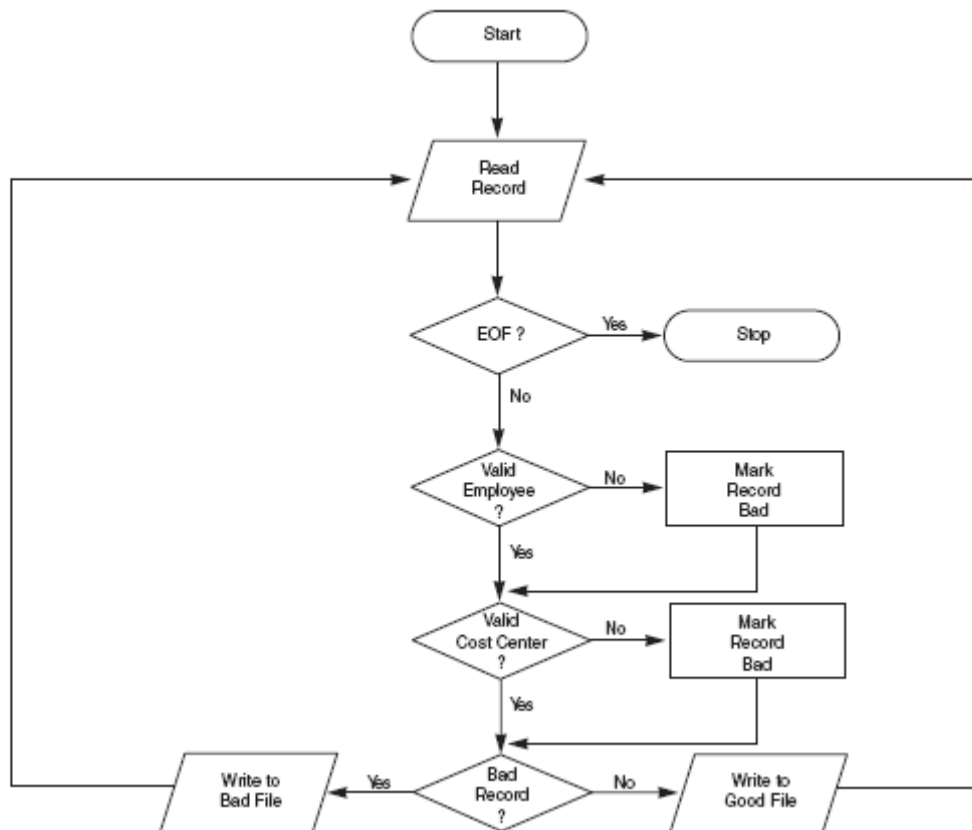 Start
Read
Record
EOF ?
Yes
Stop
No
Valid
Employee
?
No
Mark
Record
Bad
Yes
Valid
Cost Center
?
No
Mark
Record
Bad
Yes
Write to
Bad File
Yes
Bad
Record
?
No
Write to
Good File